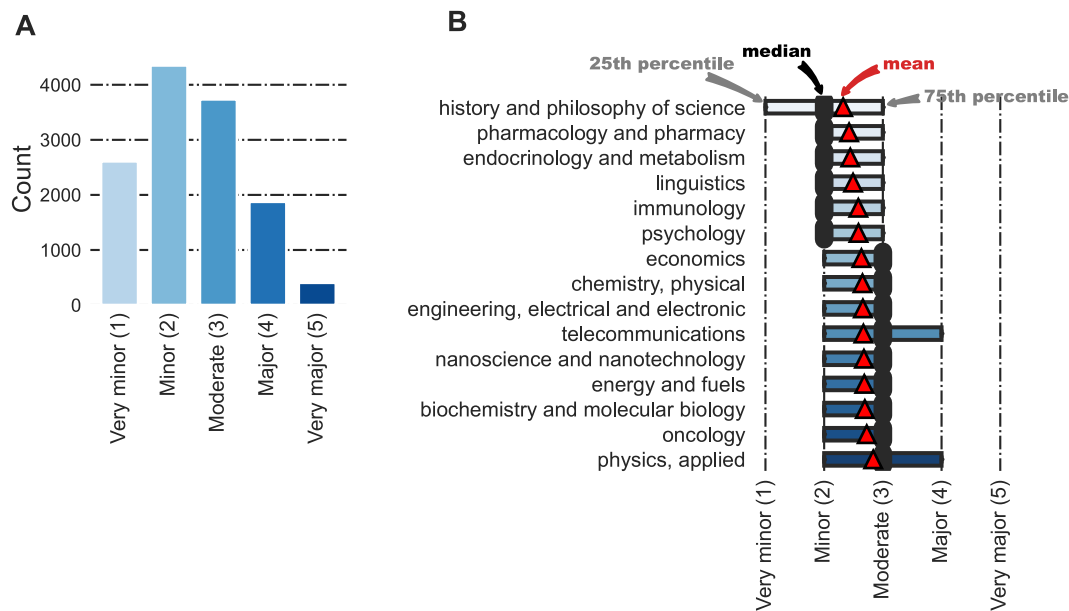 A
Count
4000
3000
2000
1000
0
Very minor (1)
Minor (2)
Moderate (3)
Major (4)
Very major (5)
B
median
25th percentile
mean
75th percentile
history and philosophy of science
pharmacology and pharmacy
endocrinology and metabolism
linguistics
immunology
psychology
economics
chemistry, physical
engineering, electrical and electronic
telecommunications
nanoscience and nanotechnology
energy and fuels
biochemistry and molecular biology
oncology
physics, applied
Very minor (1)
Minor (2)
Moderate (3)
Major (4)
Very major (5)